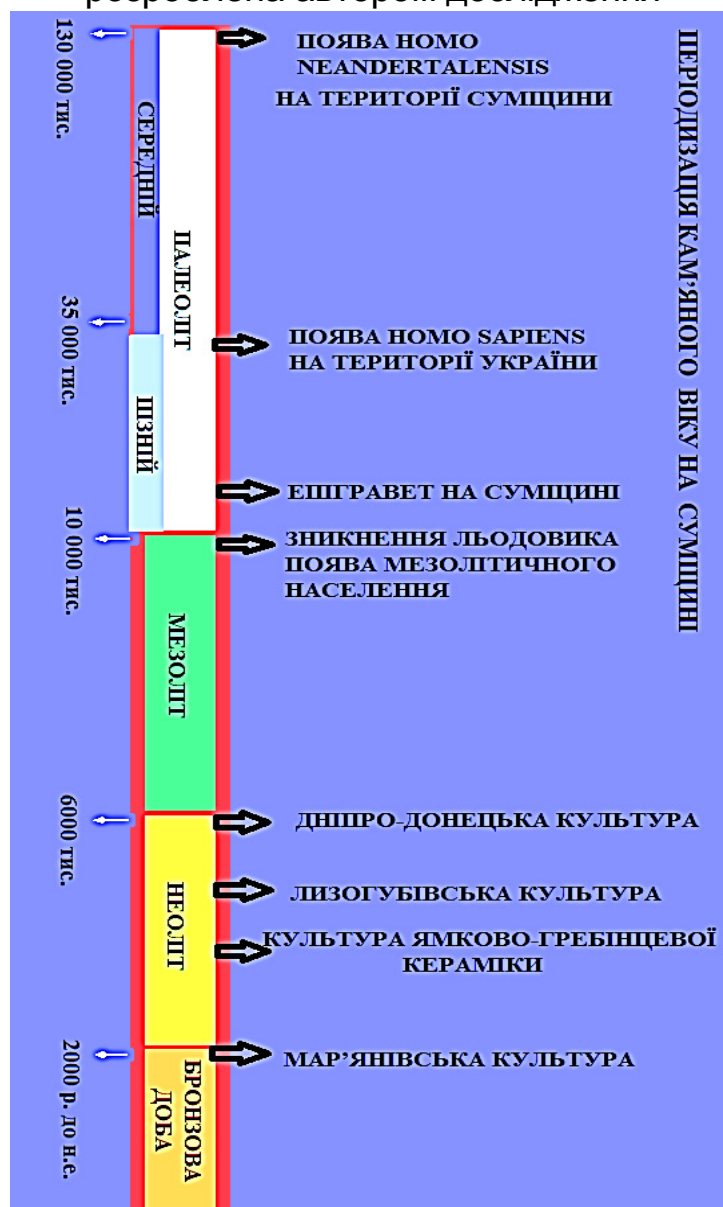 розроблена автором дослідження
ПЕРІОДИЗАЦІЯ КАМ’ЯНОГО ВІКУ НА СУМЩИНІ
130 000 тис.
СЕРЕДНІЙ
ПАЛЕОЛІТ
ПОЯВА HOMO
NEANDERTALENSIS
НА ТЕРИТОРІЇ СУМЩИНИ
35 000 тис.
ПОЯВА HOMO SAPIENS
НА ТЕРИТОРІЇ УКРАЇНИ
ПІЗНІЙ
ЕПІГРАВЕТ НА СУМЩИНІ
10 000 тис.
ЗНИКНЕННЯ ЛЬОДОВИКА
ПОЯВА МЕЗОЛІТИЧНОГО
НАСЕЛЕННЯ
МЕЗОЛІТ
6000 тис.
ДНІПРО-ДОНЕЦЬКА КУЛЬТУРА
НЕОЛІТ
ЛИЗОГУБІВСЬКА КУЛЬТУРА
КУЛЬТУРА ЯМКОВО-ГРЕБІНЦЕВОЇ
КЕРАМІКИ
2000 р. до н.е.
МАР’ЯНІВСЬКА КУЛЬТУРА
БРОНЗОВА
ДОБА